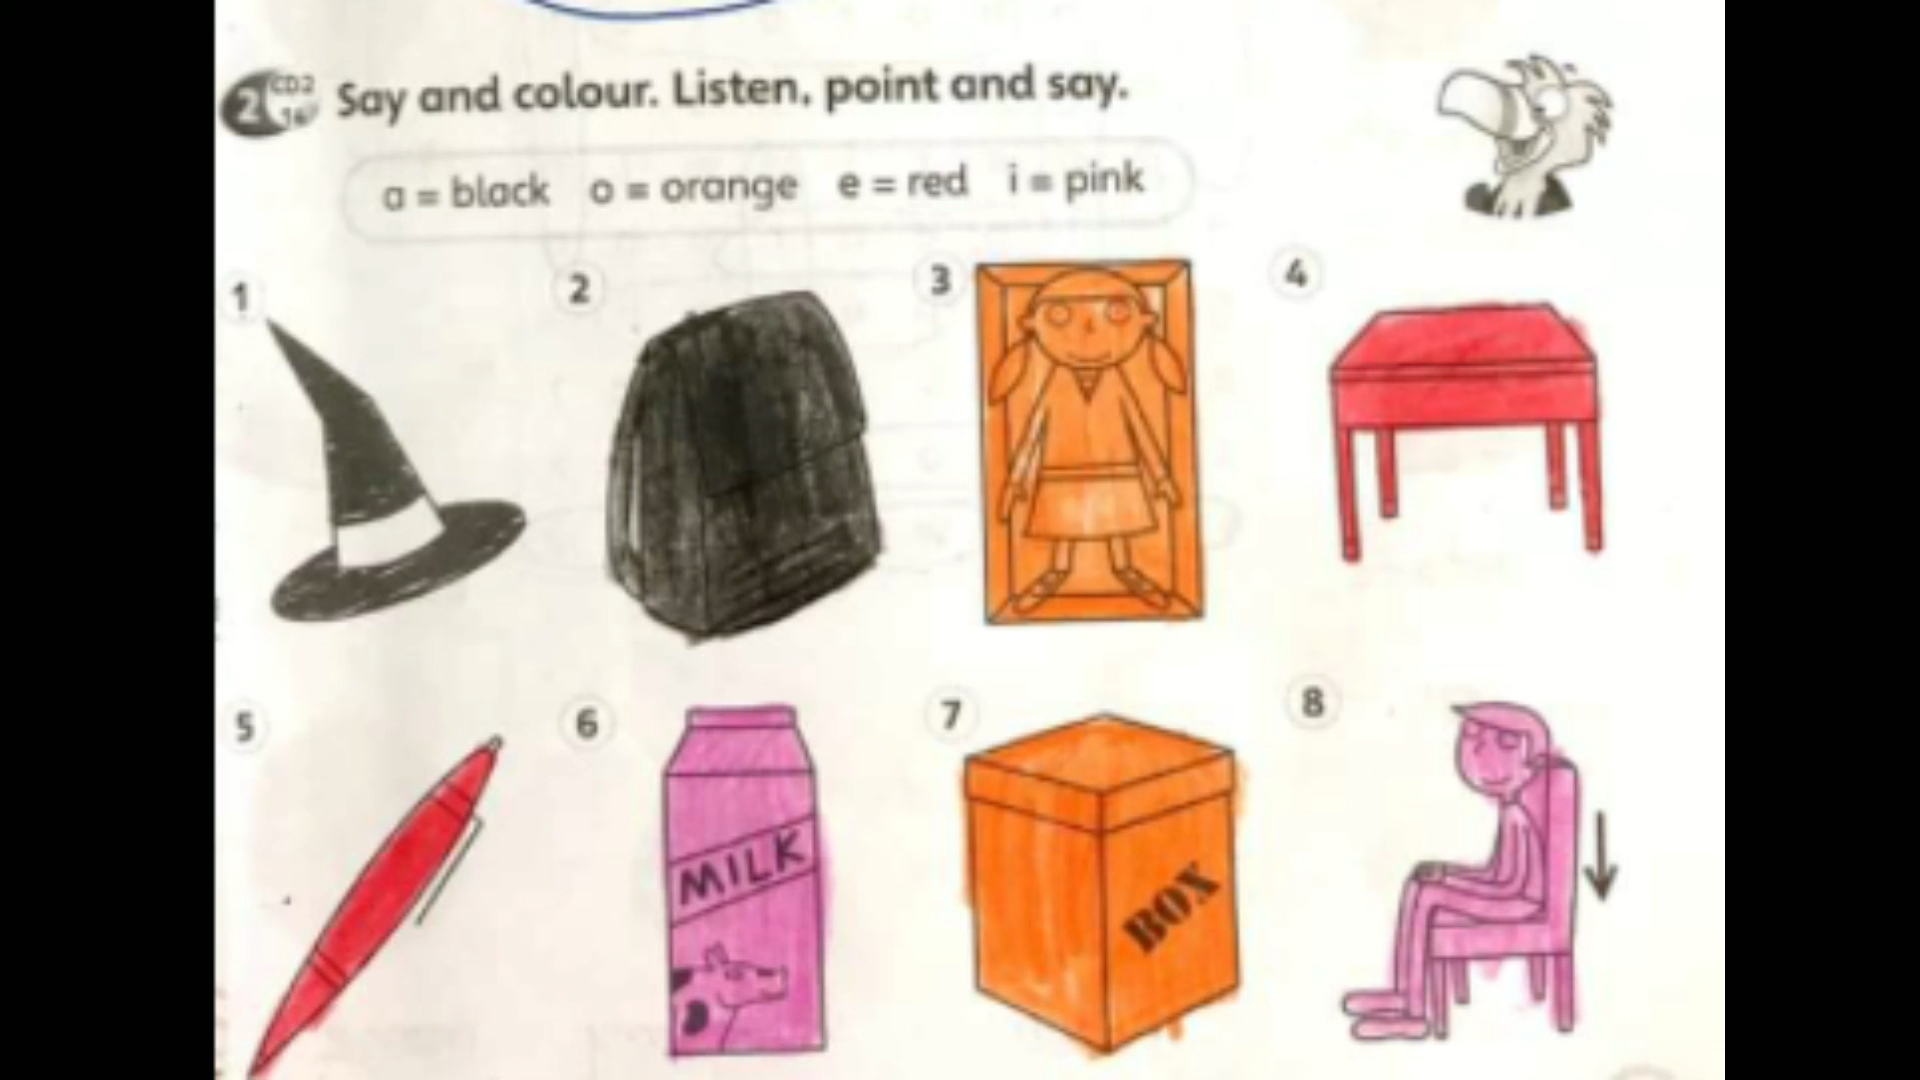 2 CD2 Say and colour. Listen, point and say.
16
a = black o = orange e = red i = pink
1 2 3 4
5 6 7 8
MILK
BOX